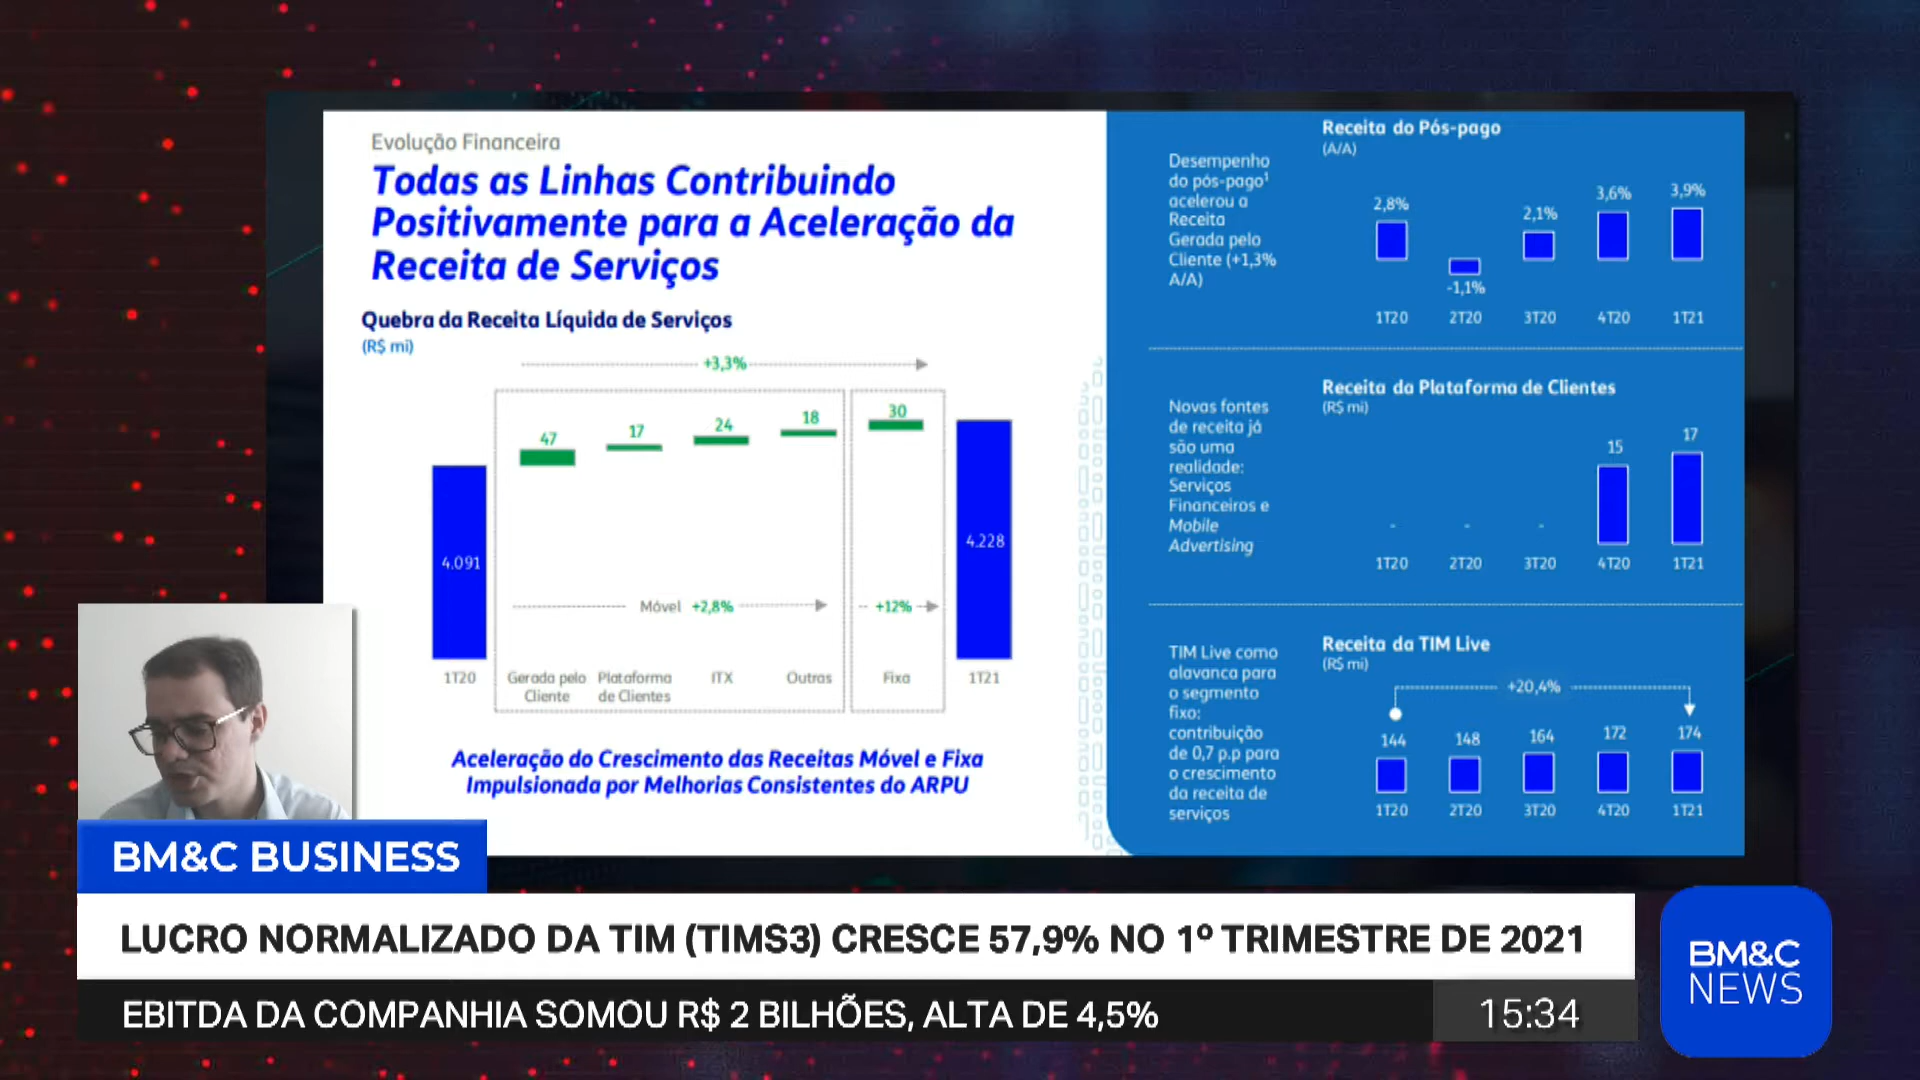 Evolução Financeira
Todas as Linhas Contribuindo
Positivamente para a Aceleração da
Receita de Serviços
Quebra da Receita Líquida de Serviços
(R$ mi)
+3,3%
47
17
24
18
30
4.091
4.228
Móvel +2,8%
+12%
1T20
Gerada pelo
Cliente
Plataforma
de Clientes
ITX
Outras
Fixa
1T21
Aceleração do Crescimento das Receitas Móvel e Fixa
Impulsionada por Melhorias Consistentes do ARPU
Desempenho
do pós-pago¹
acelerou a
Receita
Gerada pelo
Cliente (+1,3%
A/A)
Receita do Pós-pago
(A/A)
2,8%
-1,1%
2,1%
3,6%
3,9%
1T20 2T20 3T20 4T20 1T21
Novas fontes
de receita já
são uma
realidade:
Serviços
Financeiros e
Mobile
Advertising
Receita da Plataforma de Clientes
(R$ mi)
- - - 15 17
1T20 2T20 3T20 4T20 1T21
TIM Live como
alavanca para
o segmento
fixo:
contribuição
de 0,7 p.p para
o crescimento
da receita de
serviços
Receita da TIM Live
(R$ mi)
+20,4%
144 148 164 172 174
1T20 2T20 3T20 4T20 1T21
BM&C BUSINESS
LUCRO NORMALIZADO DA TIM (TIMS3) CRESCE 57,9% NO 1º TRIMESTRE DE 2021
EBITDA DA COMPANHIA SOMOU R$ 2 BILHÕES, ALTA DE 4,5%
15:34
BM&C
NEWS